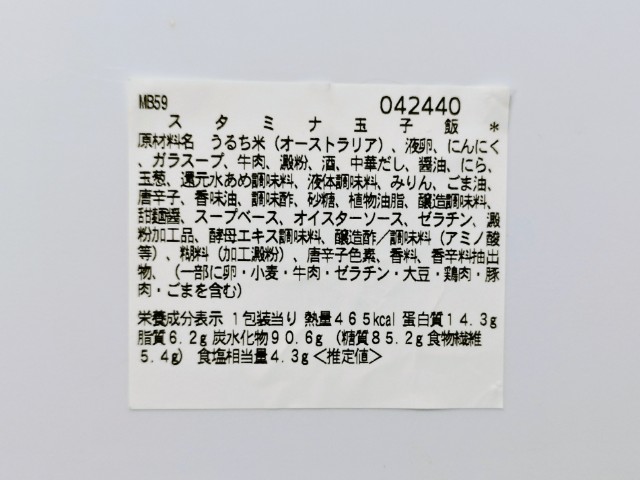 MB59 042440
スタミナ玉子飯 *
原材料名 うるち米(オーストラリア)、液卵、にんにく
、ガラスープ、牛肉、澱粉、酒、中華だし、醤油、にら、
玉葱、還元水あめ調味料、液体調味料、みりん、ごま油、
唐辛子、香味油、調味酢、砂糖、植物油脂、醸造調味料、
甜麺醤、スープベース、オイスターソース、ゼラチン、澱
粉加工品、酵母エキス調味料、醸造酢/調味料(アミノ酸
等)、糊料(加工澱粉)、唐辛子色素、香料、香辛料抽出
物、(一部に卵・小麦・牛肉・ゼラチン・大豆・鶏肉・豚
肉・ごまを含む)
栄養成分表示 1包装当り 熱量465kcal 蛋白質14.3g
脂質6.2g 炭水化物90.6g (糖質85.2g 食物繊維
5.4g) 食塩相当量4.3g<推定値>